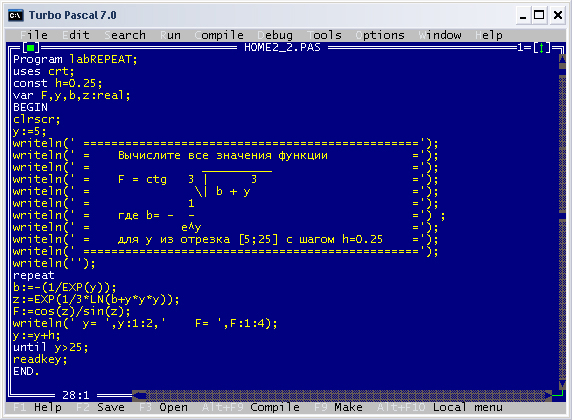 Turbo Pascal 7.0
File Edit Search Run Compile Debug Tools Options Window Help
HOME2_2.PAS 1=[↕]
Program labREPEAT;
uses crt;
const h=0.25;
var F,y,b,z:real;
BEGIN
clrscr;
y:=5;
writeln(' ================================================');
writeln(' =    Вычислите все значения функции            =');
writeln(' =                __________                    =');
writeln(' =    F = ctg   3 |      3                      =');
writeln(' =               \| b + y                       =');
writeln(' =              1                               =');
writeln(' =    где b= -  -                               =') ;
writeln(' =             e^y                              =');
writeln(' =    для y из отрезка [5;25] с шагом h=0.25    =');
writeln(' ================================================');
writeln('');
repeat
b:=-(1/EXP(y));
z:=EXP(1/3*LN(b+y*y*y));
F:=cos(z)/sin(z);
writeln(' y= ',y:1:2,'    F= ',F:1:4);
y:=y+h;
until y>25;
readkey;
END.
28:1
F1 Help F2 Save F3 Open Alt+F9 Compile F9 Make Alt+F10 Local menu